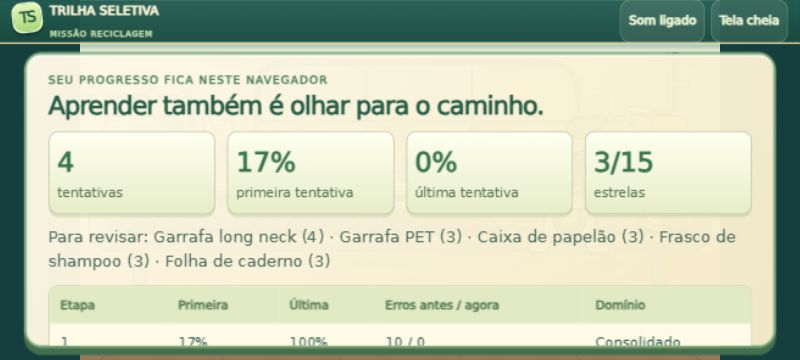 TS
TRILHA SELETIVA
MISSÃO RECICLAGEM
Som ligado
Tela cheia
SEU PROGRESSO FICA NESTE NAVEGADOR
Aprender também é olhar para o caminho.
4
tentativas
17%
primeira tentativa
0%
última tentativa
3/15
estrelas
Para revisar: Garrafa long neck (4) · Garrafa PET (3) · Caixa de papelão (3) · Frasco de
shampoo (3) · Folha de caderno (3)
Etapa Primeira Última Erros antes / agora Domínio
1 17% 100% 10 / 0 Consolidado